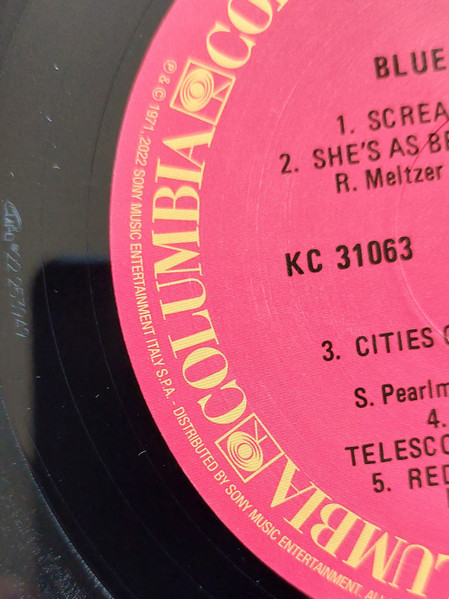 BLUE
1. SCREA
2. SHE'S AS BE
R. Meltzer
KC 31063
3. CITIES O
S. Pearlm
4.
TELESCO
5. RED
COLUMBIA
COLUMBIA
℗ & © 1971, 2022 SONY MUSIC ENTERTAINMENT ITALY S.P.A. - DISTRIBUTED BY SONY MUSIC ENTERTAINMENT. AL